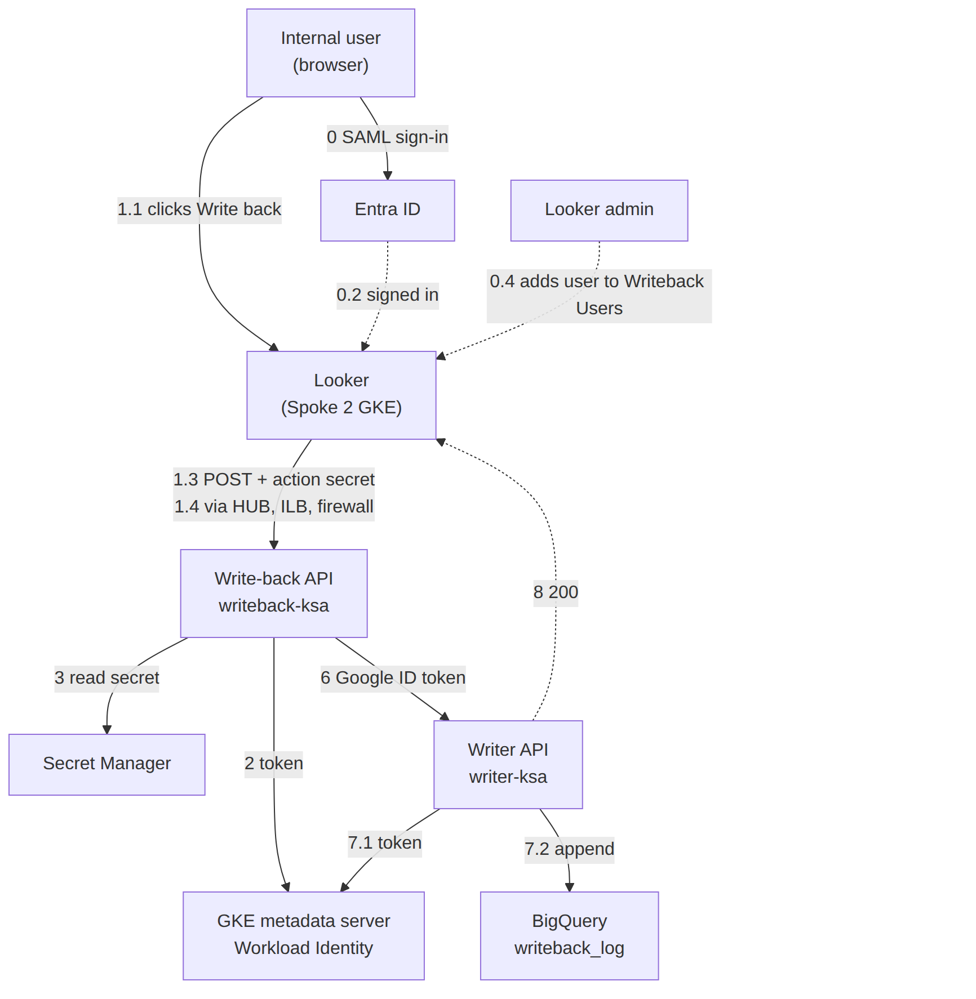 Internal user
(browser)
0 SAML sign-in
1.1 clicks Write back
Entra ID
Looker admin
0.2 signed in
0.4 adds user to Writeback
Users
Looker
(Spoke 2 GKE)
1.3 POST + action secret
1.4 via HUB, ILB, firewall
Write-back API
writeback-ksa
8 200
3 read secret
6 Google ID token
Secret Manager
2 token
Writer API
writer-ksa
7.1 token
7.2 append
GKE metadata server
Workload Identity
BigQuery
writeback_log